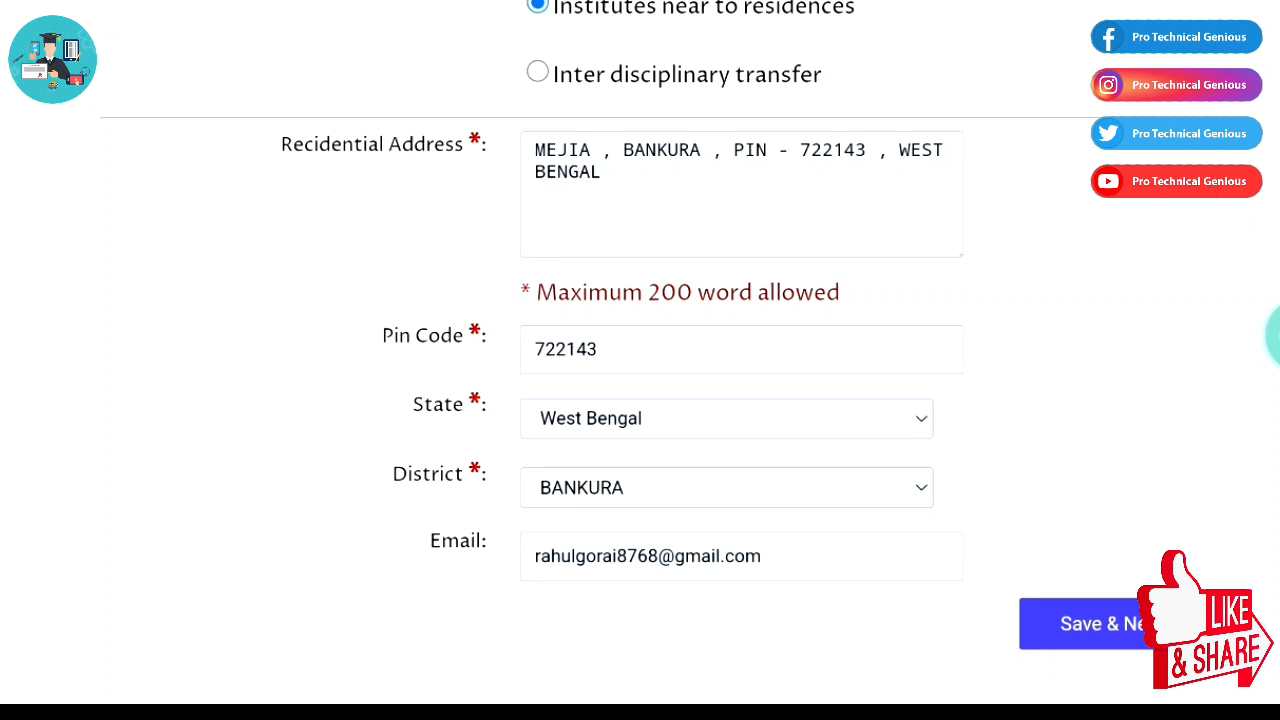 Institutes near to residences
Inter disciplinary transfer
Recidential Address *:
MEJIA , BANKURA , PIN - 722143 , WEST
BENGAL
* Maximum 200 word allowed
Pin Code *:
722143
State *:
West Bengal
District *:
BANKURA
Email:
rahulgorai8768@gmail.com
Save & Ne
Pro Technical Genious
Pro Technical Genious
Pro Technical Genious
Pro Technical Genious
LIKE
& SHARE